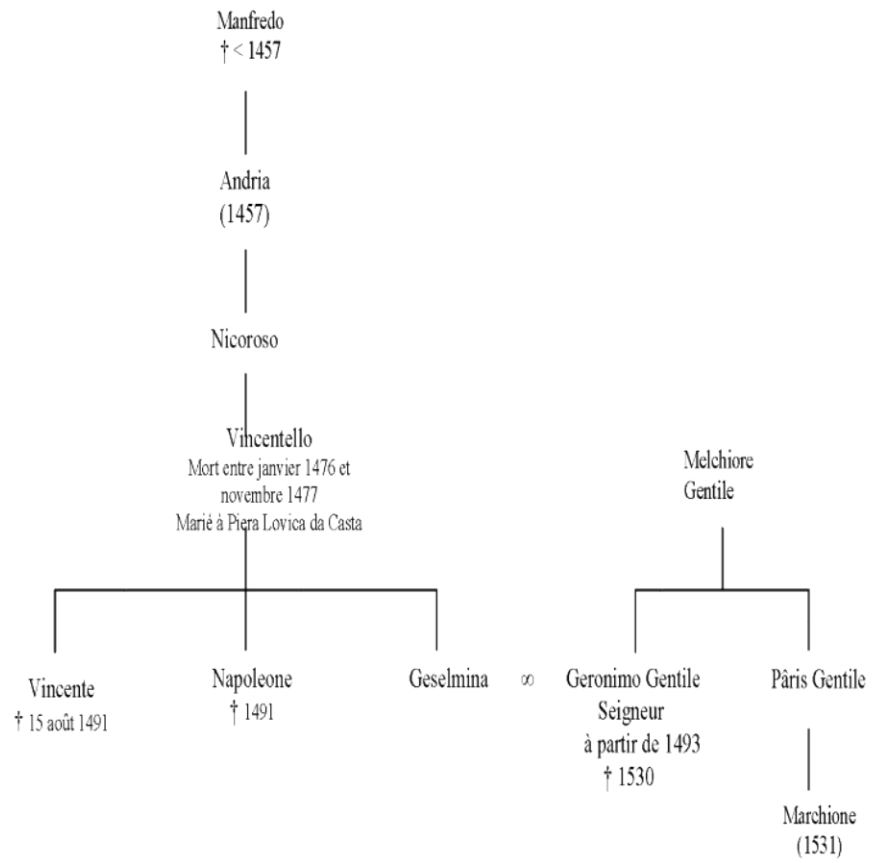 Manfredo
† < 1457
Andria
(1457)
Nicoroso
Vincentello
Mort entre janvier 1476 et
novembre 1477
Marié à Piera Lovica da Casta
Melchiore
Gentile
Vincente
† 15 août 1491
Napoleone
† 1491
Geselmina
∞
Geronimo Gentile
Seigneur
à partir de 1493
† 1530
Pâris Gentile
Marchione
(1531)